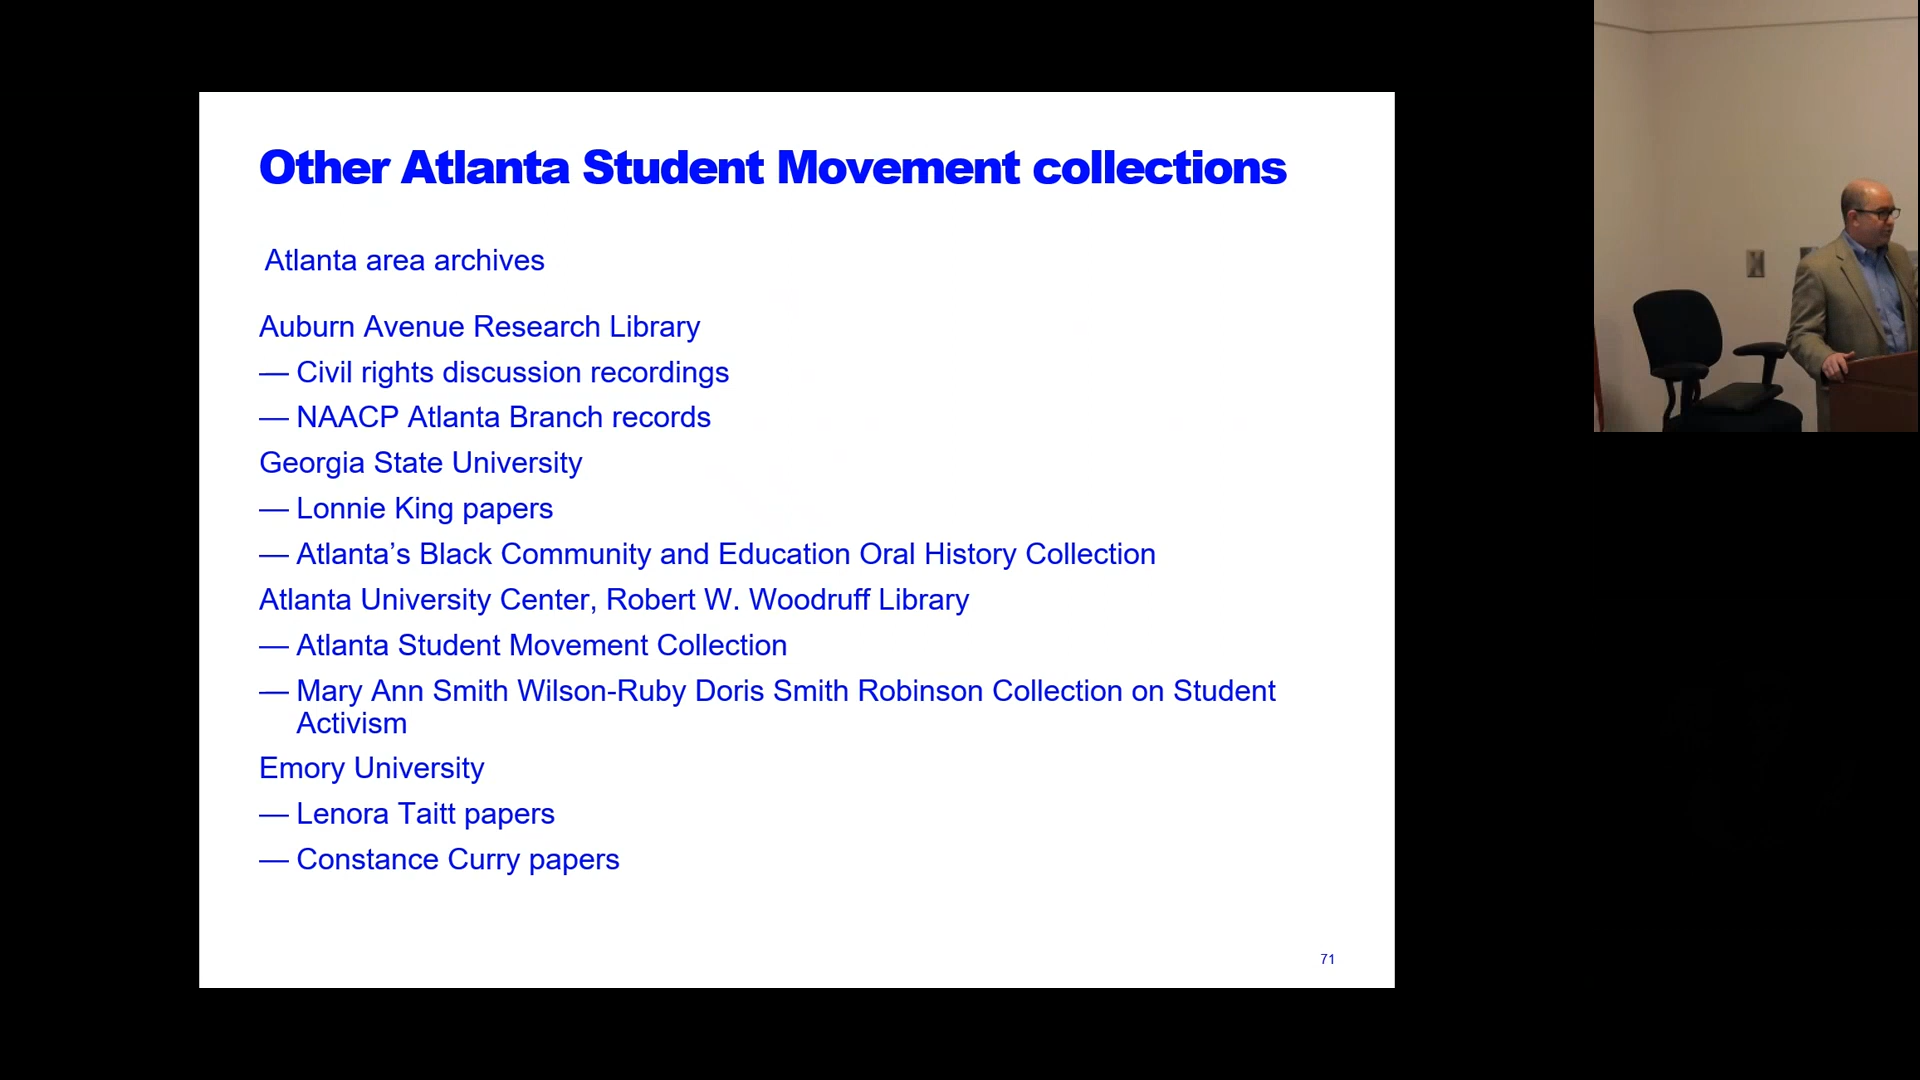 Other Atlanta Student Movement collections
Atlanta area archives
Auburn Avenue Research Library
— Civil rights discussion recordings
— NAACP Atlanta Branch records
Georgia State University
— Lonnie King papers
— Atlanta’s Black Community and Education Oral History Collection
Atlanta University Center, Robert W. Woodruff Library
— Atlanta Student Movement Collection
— Mary Ann Smith Wilson-Ruby Doris Smith Robinson Collection on Student
Activism
Emory University
— Lenora Taitt papers
— Constance Curry papers
71